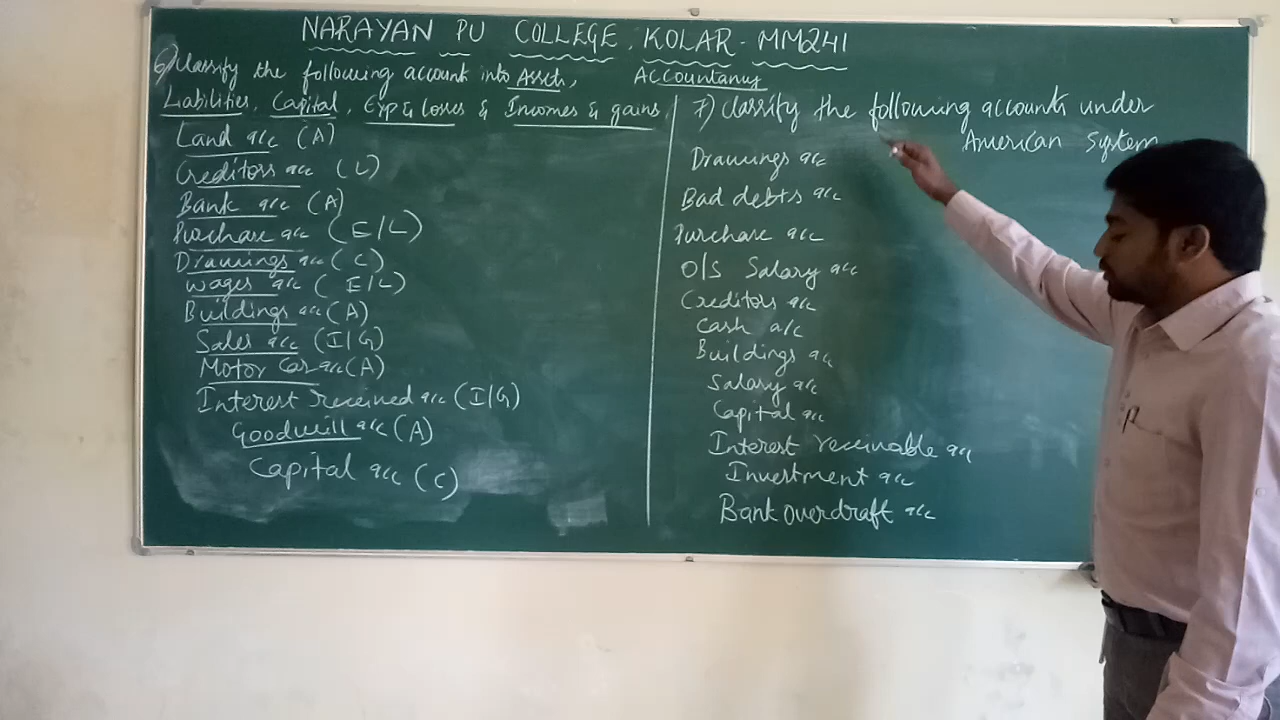 NARAYAN PU COLLEGE, KOLAR - MM241
6) Classify the following account into Assets,
Accountancy
Liabilities, Capital, Exp & Losses & Incomes & gains.
Land a/c (A)
Creditors a/c (L)
Bank a/c (A)
Purchase a/c (E/L)
Drawings a/c (C)
Wages a/c (E/L)
Buildings a/c (A)
Sales a/c (I/G)
Motor Car a/c (A)
Interest received a/c (I/G)
Goodwill a/c (A)
Capital a/c (C)
7) Classify the following accounts under
American System
Drawings a/c
Bad debts a/c
Purchase a/c
O/S Salary a/c
Creditors a/c
Cash a/c
Buildings a/c
Salary a/c
Capital a/c
Interest receivable a/c
Investment a/c
Bank overdraft a/c